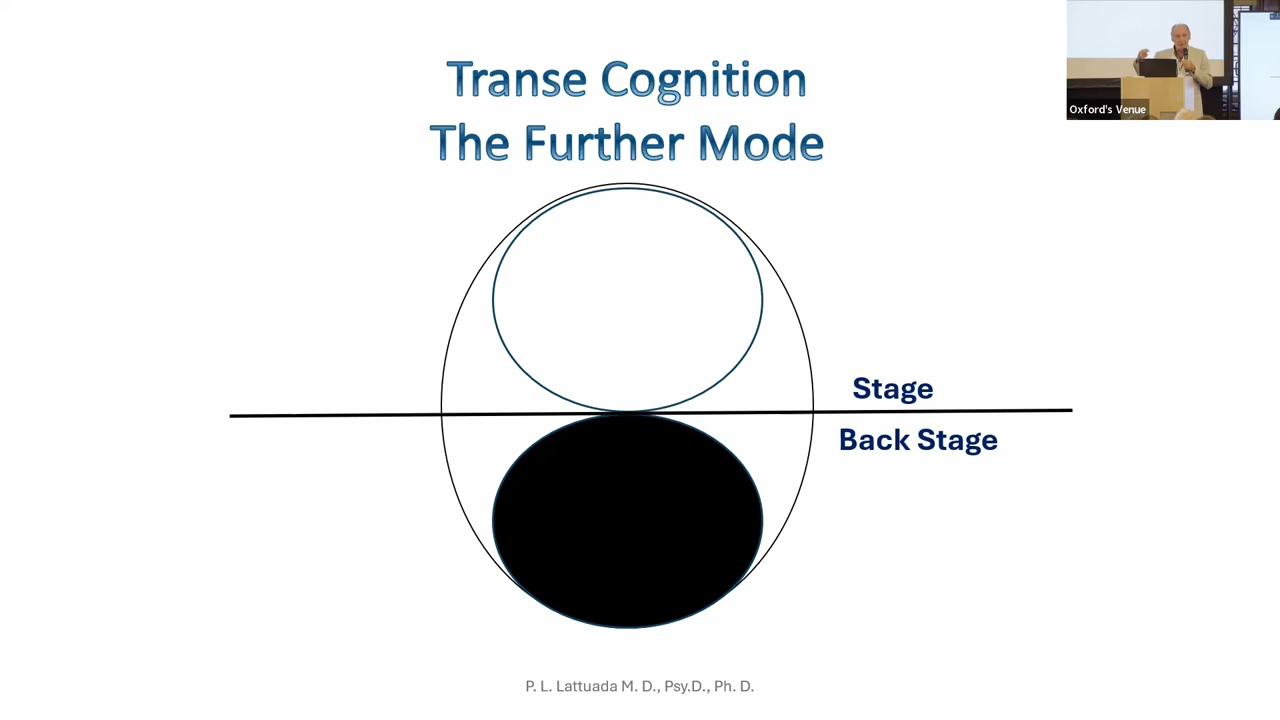 Transe Cognition
The Further Mode
Oxford's Venue
Stage
Back Stage
P. L. Lattuada M. D., Psy.D., Ph. D.